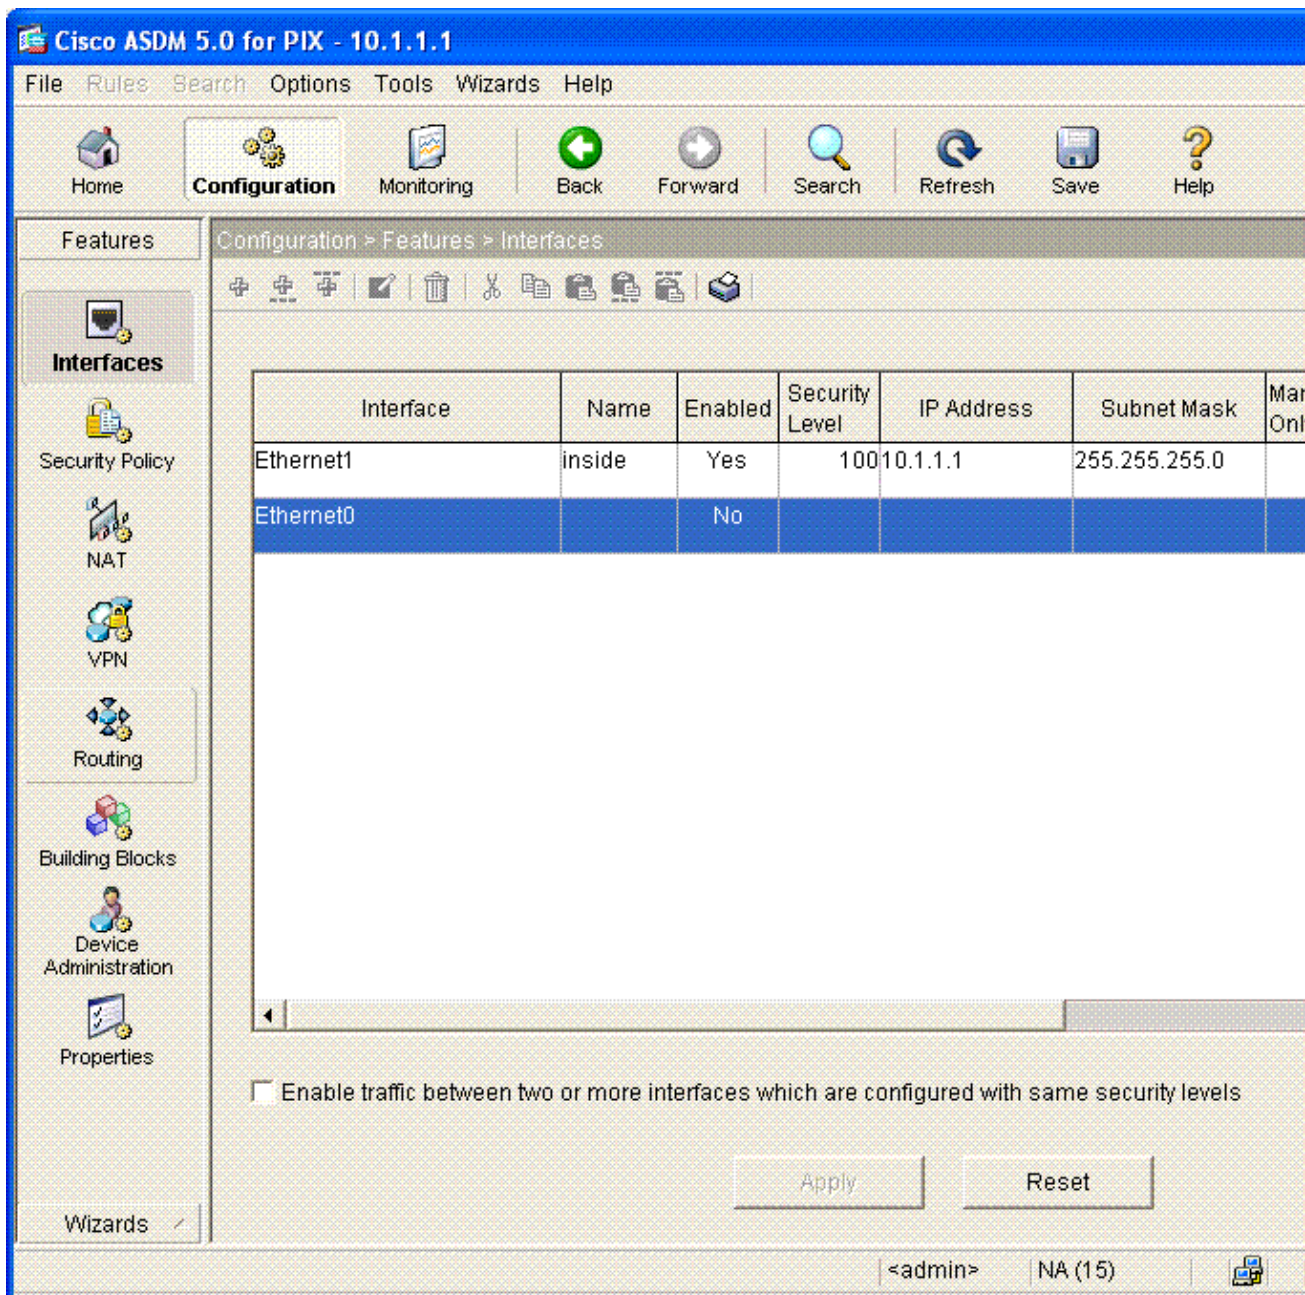 Cisco ASDM 5.0 for PIX - 10.1.1.1
File Rules Search Options Tools Wizards Help
Home Configuration Monitoring Back Forward Search Refresh Save Help
Features
Configuration > Features > Interfaces
Interfaces
Security Policy
NAT
VPN
Routing
Building Blocks
Device
Administration
Properties
Wizards
Interface Name Enabled Security Level IP Address Subnet Mask
Ethernet1 inside Yes 100 10.1.1.1 255.255.255.0
Ethernet0 No
Enable traffic between two or more interfaces which are configured with same security levels
Apply Reset
<admin> NA (15)